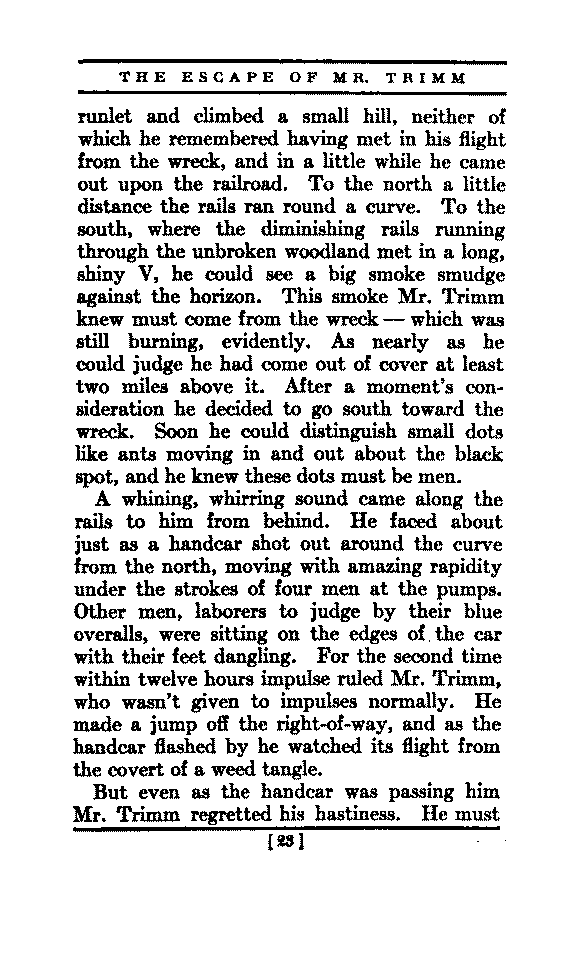 THE ESCAPE OF MR. TRIMM
runlet and climbed a small hill, neither of
which he remembered having met in his flight
from the wreck, and in a little while he came
out upon the railroad. To the north a little
distance the rails ran round a curve. To the
south, where the diminishing rails running
through the unbroken woodland met in a long,
shiny V, he could see a big smoke smudge
against the horizon. This smoke Mr. Trimm
knew must come from the wreck — which was
still burning, evidently. As nearly as he
could judge he had come out of cover at least
two miles above it. After a moment's con-
sideration he decided to go south toward the
wreck. Soon he could distinguish small dots
like ants moving in and out about the black
spot, and he knew these dots must be men.
A whining, whirring sound came along the
rails to him from behind. He faced about
just as a handcar shot out around the curve
from the north, moving with amazing rapidity
under the strokes of four men at the pumps.
Other men, laborers to judge by their blue
overalls, were sitting on the edges of the car
with their feet dangling. For the second time
within twelve hours impulse ruled Mr. Trimm,
who wasn't given to impulses normally. He
made a jump off the right-of-way, and as the
handcar flashed by he watched its flight from
the covert of a weed tangle.
But even as the handcar was passing him
Mr. Trimm regretted his hastiness. He must
[23]